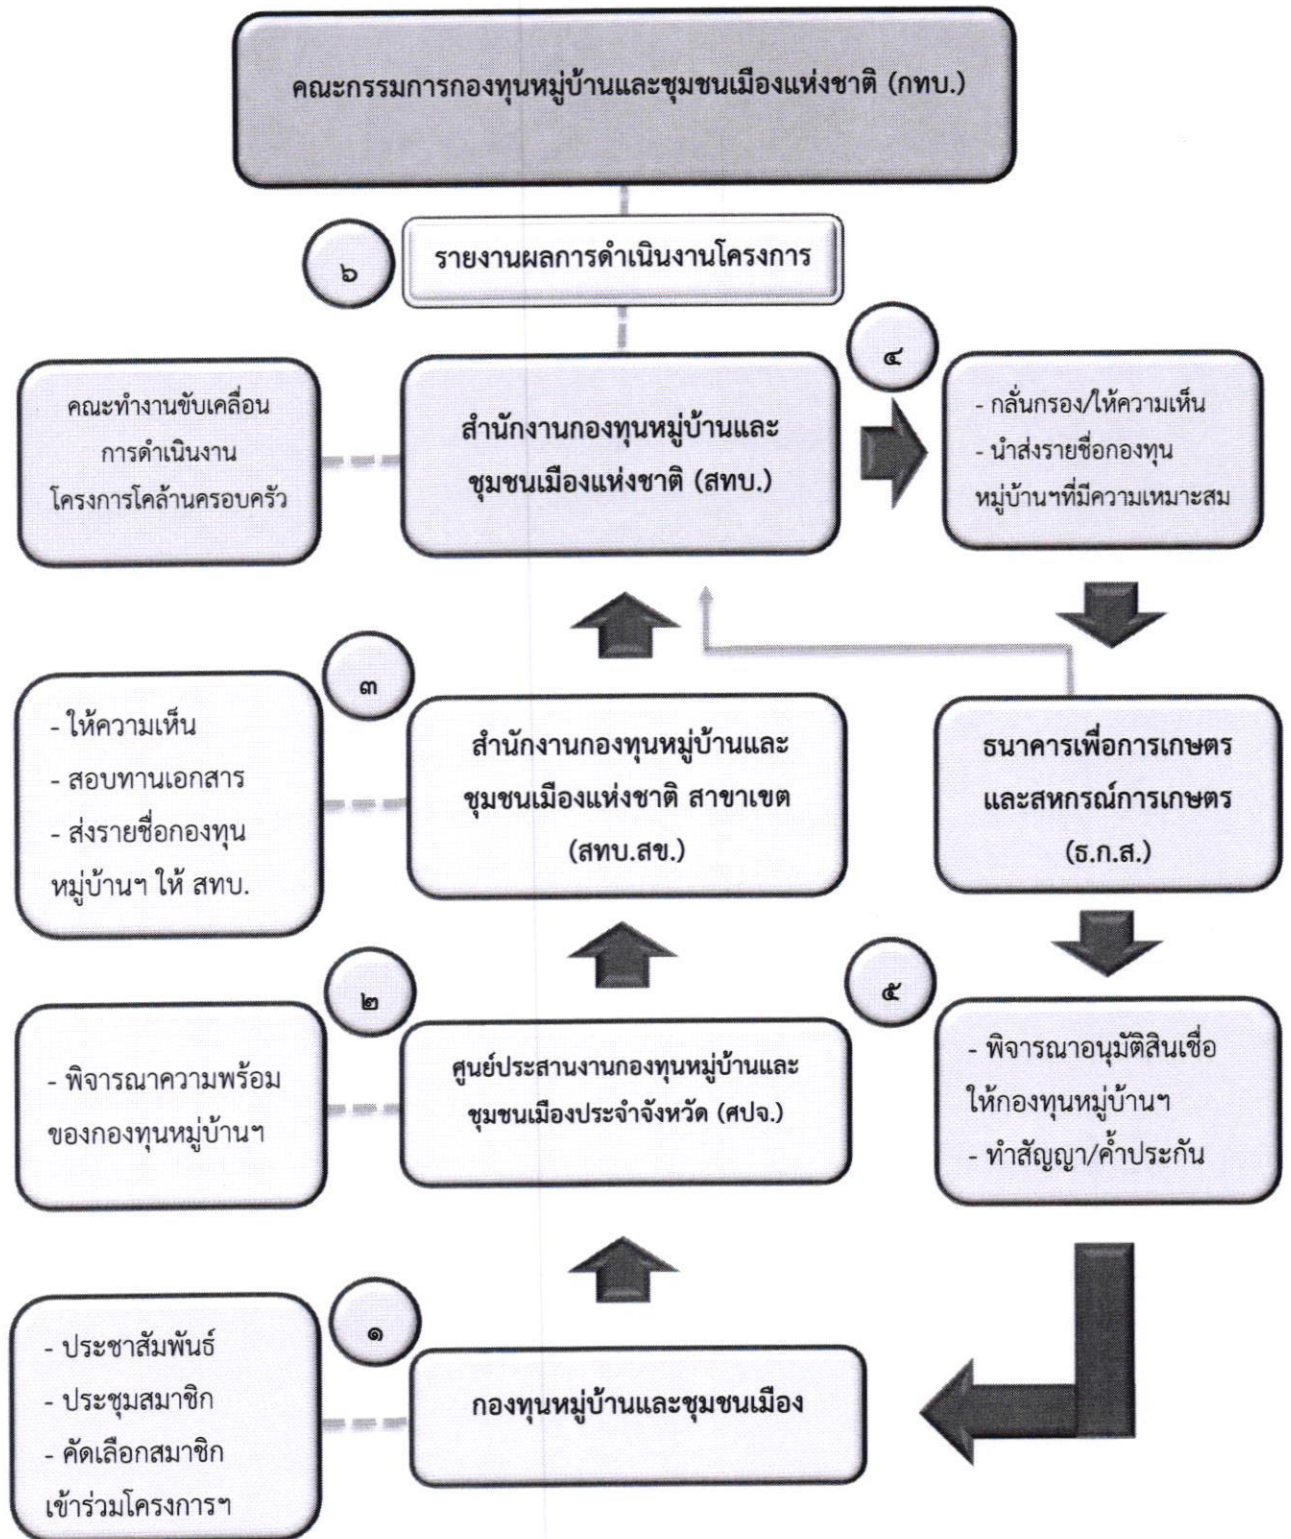 คณะกรรมการกองทุนหมู่บ้านและชุมชนเมืองแห่งชาติ (กทบ.)
๖
รายงานผลการดำเนินงานโครงการ
๔
คณะทำงานขับเคลื่อน
การดำเนินงาน
โครงการโคล้านครอบครัว
สำนักงานกองทุนหมู่บ้านและ
ชุมชนเมืองแห่งชาติ (สทบ.)
- กลั่นกรอง/ให้ความเห็น
- นำส่งรายชื่อกองทุน
หมู่บ้านฯที่มีความเหมาะสม
๓
- ให้ความเห็น
- สอบทานเอกสาร
- ส่งรายชื่อกองทุน
หมู่บ้านฯ ให้ สทบ.
สำนักงานกองทุนหมู่บ้านและ
ชุมชนเมืองแห่งชาติ สาขาเขต
(สทบ.สข.)
ธนาคารเพื่อการเกษตร
และสหกรณ์การเกษตร
(ธ.ก.ส.)
๒
- พิจารณาความพร้อม
ของกองทุนหมู่บ้านฯ
ศูนย์ประสานงานกองทุนหมู่บ้านและ
ชุมชนเมืองประจำจังหวัด (ศปจ.)
๕
- พิจารณาอนุมัติสินเชื่อ
ให้กองทุนหมู่บ้านฯ
- ทำสัญญา/ค้ำประกัน
๑
- ประชาสัมพันธ์
- ประชุมสมาชิก
- คัดเลือกสมาชิก
เข้าร่วมโครงการฯ
กองทุนหมู่บ้านและชุมชนเมือง